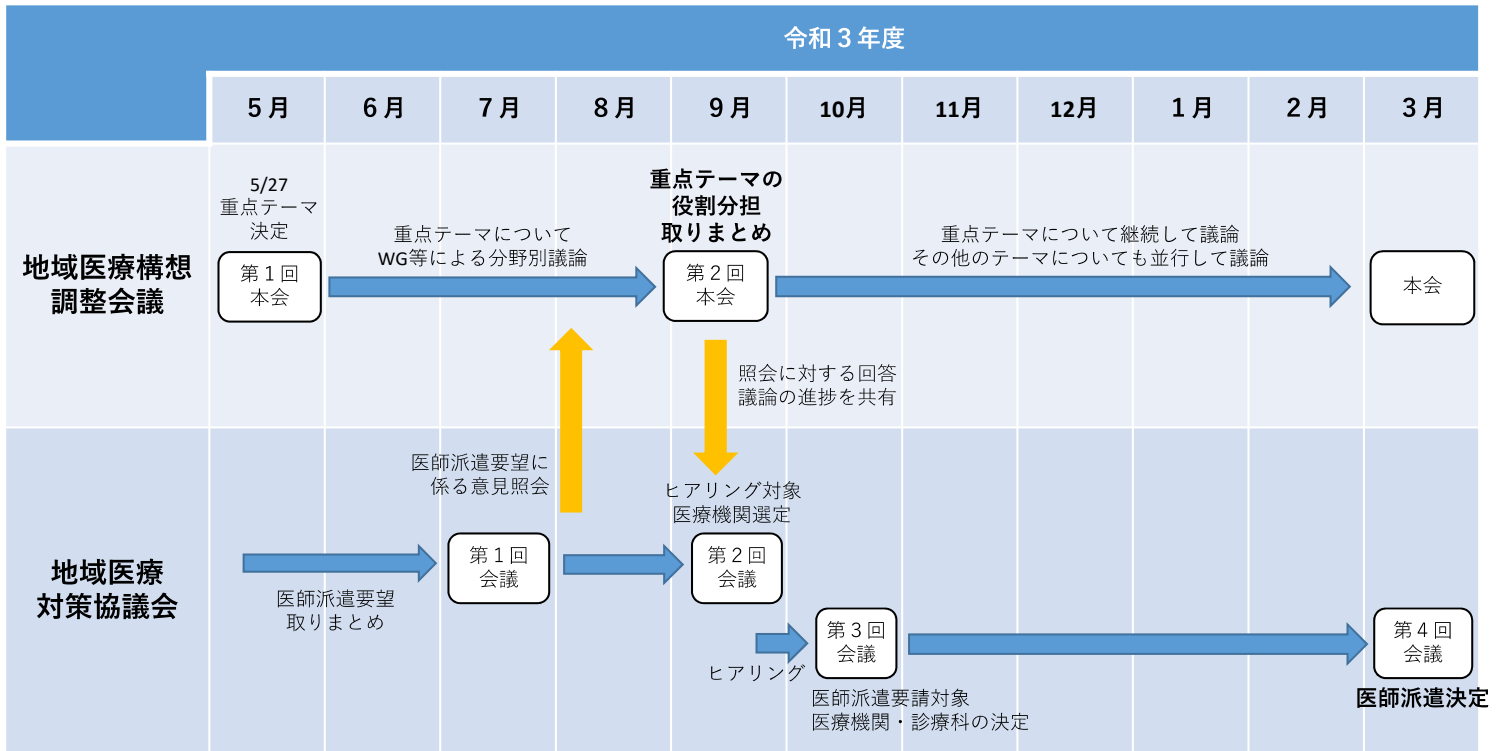 令和３年度
５月
６月
７月
８月
９月
10月
11月
12月
１月
２月
３月
地域医療構想
調整会議
5/27
重点テーマ
決定
第１回
本会
重点テーマについて
WG等による分野別議論
重点テーマの
役割分担
取りまとめ
第２回
本会
重点テーマについて継続して議論
その他のテーマについても並行して議論
本会
照会に対する回答
議論の進捗を共有
医師派遣要望に
係る意見照会
地域医療
対策協議会
医師派遣要望
取りまとめ
第１回
会議
ヒアリング対象
医療機関選定
第２回
会議
ヒアリング
第３回
会議
医師派遣要請対象
医療機関・診療科の決定
第４回
会議
医師派遣決定